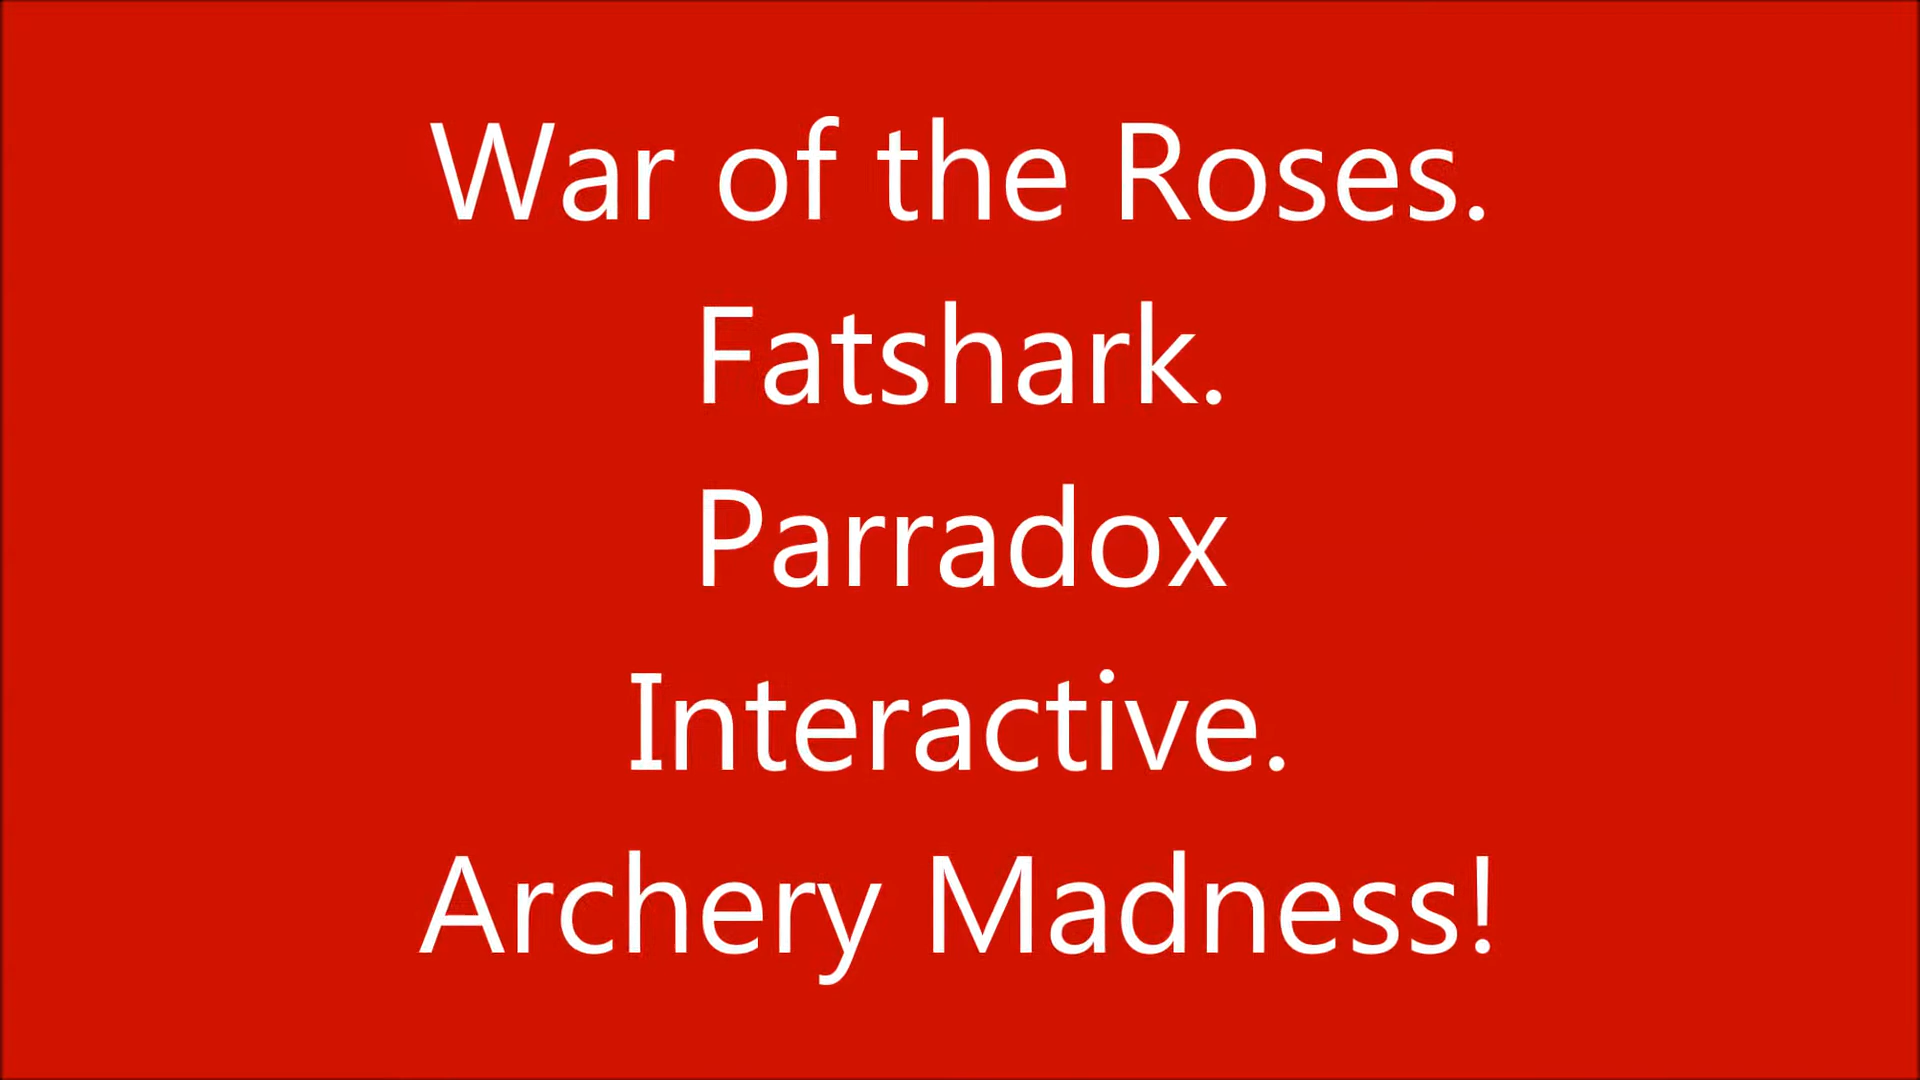 War of the Roses.
Fatshark.
Parradox
Interactive.
Archery Madness!